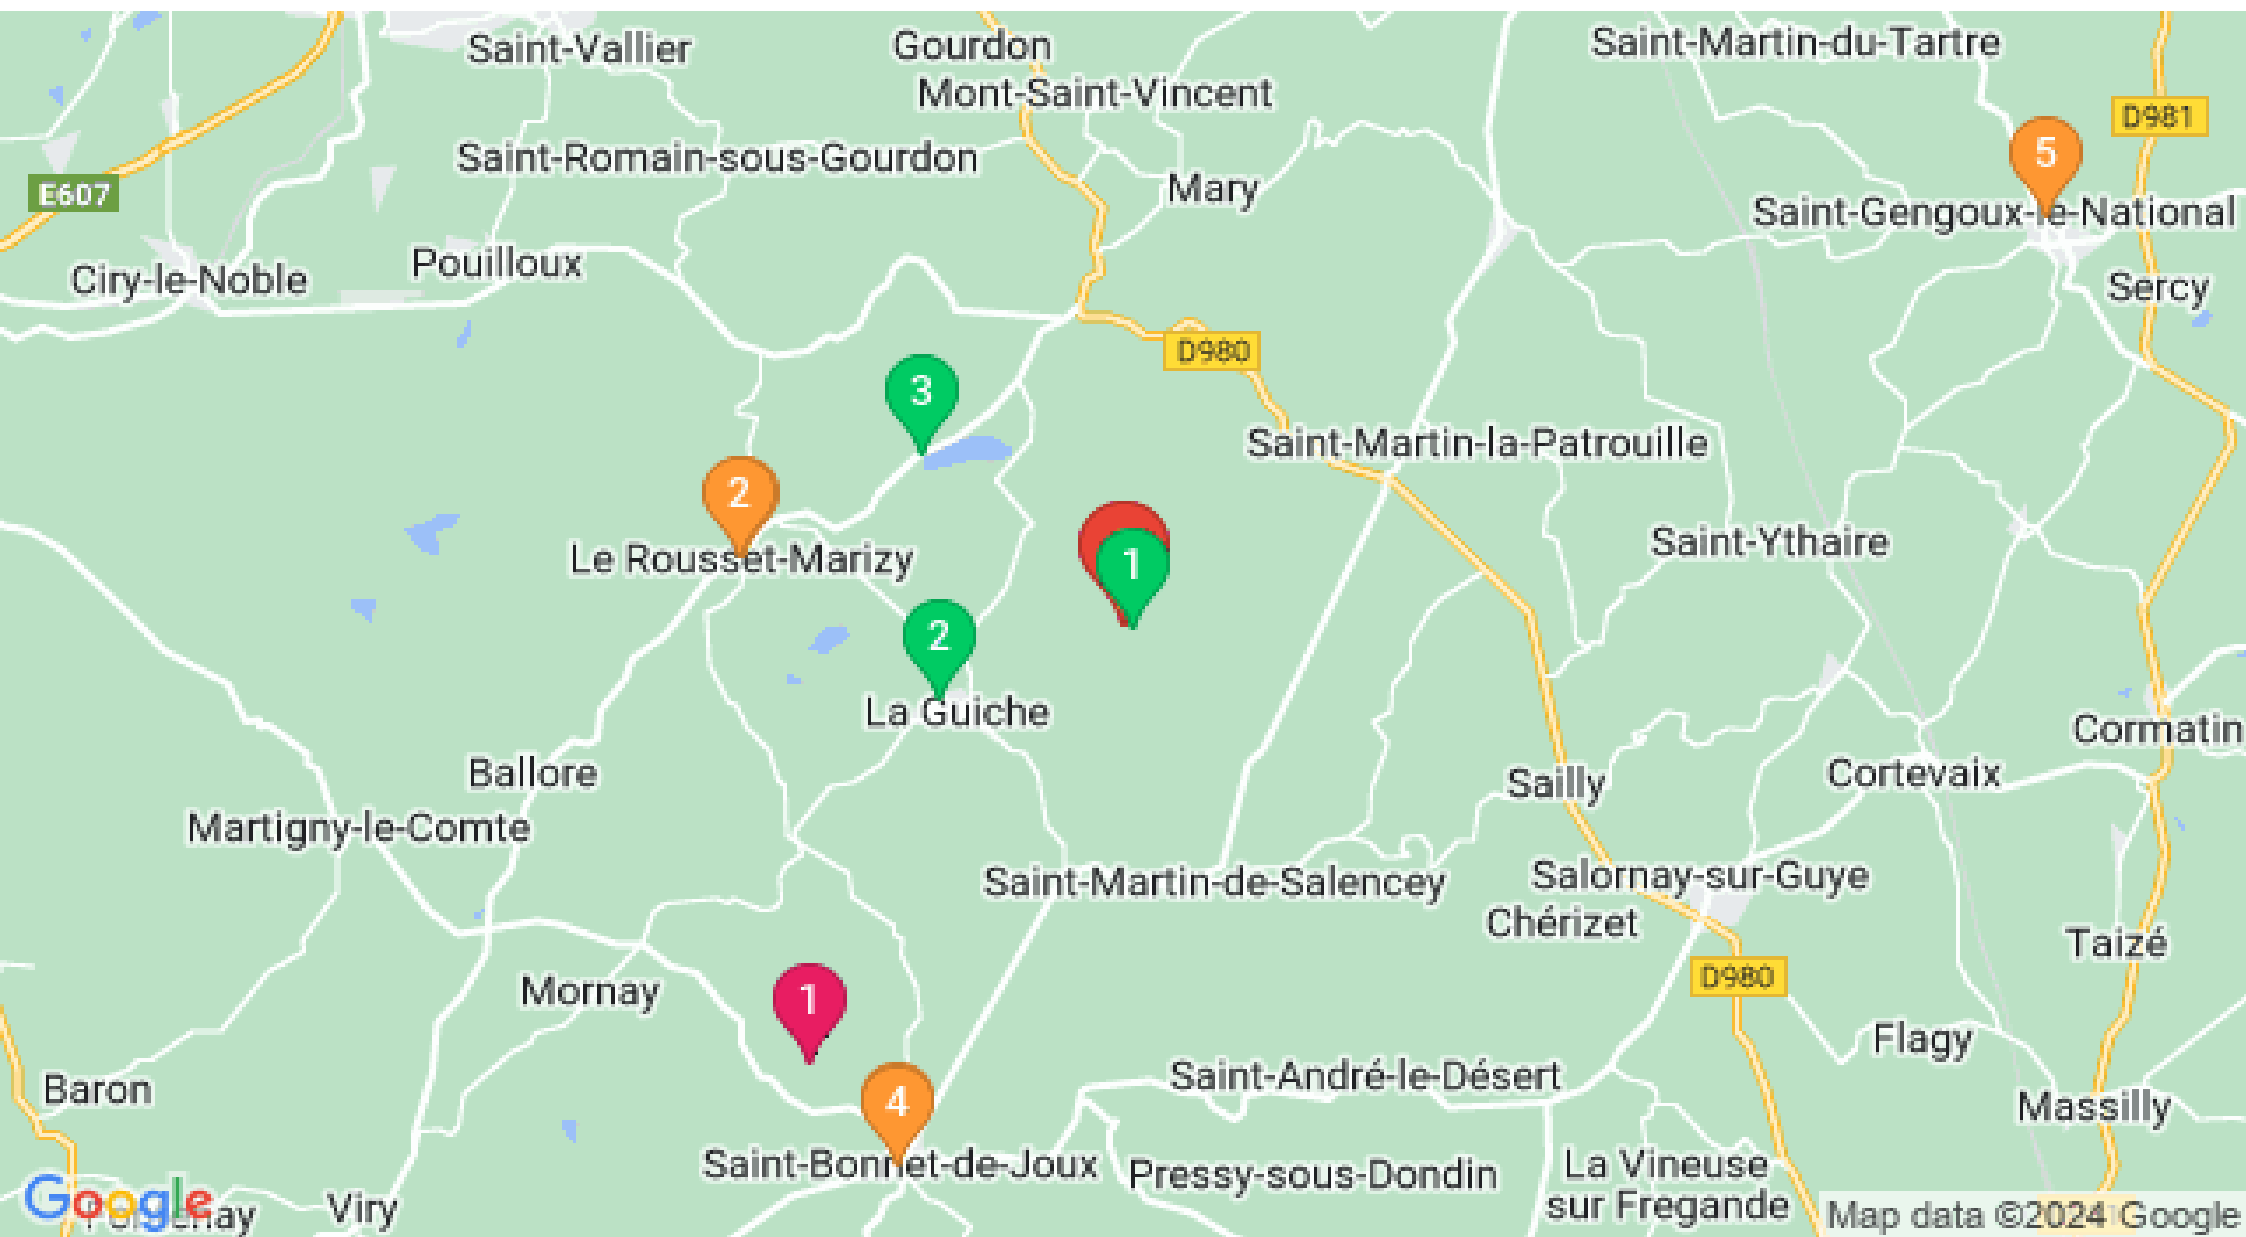 Saint-Vallier
Gourdon
Saint-Martin-du-Tartre
Mont-Saint-Vincent
D981
Saint-Romain-sous-Gourdon
5
Mary
E607
Saint-Gengoux-le-National
Pouilloux
Ciry-le-Noble
Sercy
D980
3
Saint-Martin-la-Patrouille
2
Le Rousset-Marizy
1
Saint-Ythaire
2
La Guiche
Cormatin
Ballore
Sailly
Cortevaix
Martigny-le-Comte
Saint-Martin-de-Salencey
Salornay-sur-Guye
Chérizet
Taizé
Mornay
1
D980
Flagy
Baron
4
Saint-André-le-Désert
Massilly
Saint-Bonnet-de-Joux
Pressy-sous-Dondin
La Vineuse
sur Fregande
Google
Viry
Map data ©2024 Google